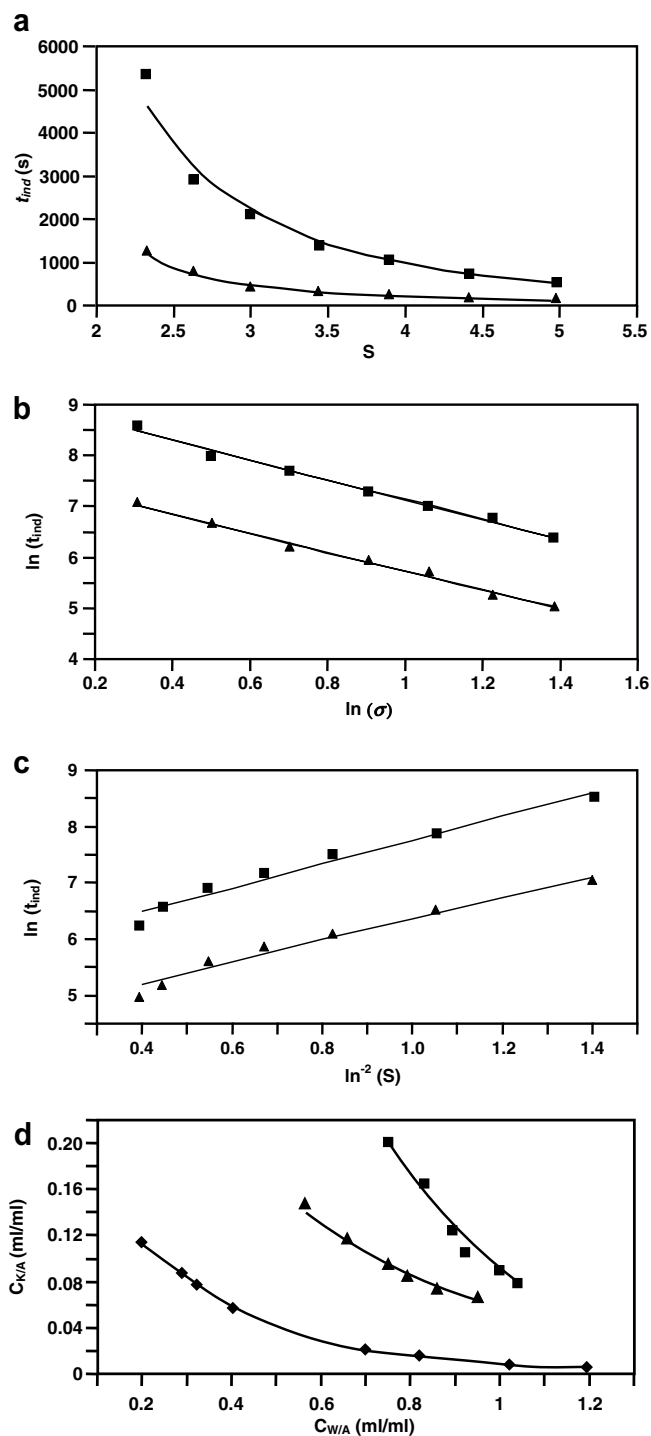 a
6000
5000
4000
3000
2000
1000
0
t_ind (s)
2 2.5 3 3.5 4 4.5 5 5.5
S
b
9
8
7
6
5
4
ln (t_ind)
0.2 0.4 0.6 0.8 1 1.2 1.4 1.6
ln (σ)
c
9
8
7
6
5
ln (t_ind)
0.4 0.6 0.8 1.0 1.2 1.4
ln⁻² (S)
d
0.20
0.16
0.12
0.08
0.04
0
C_K/A (ml/ml)
0.2 0.4 0.6 0.8 1 1.2
C_W/A (ml/ml)